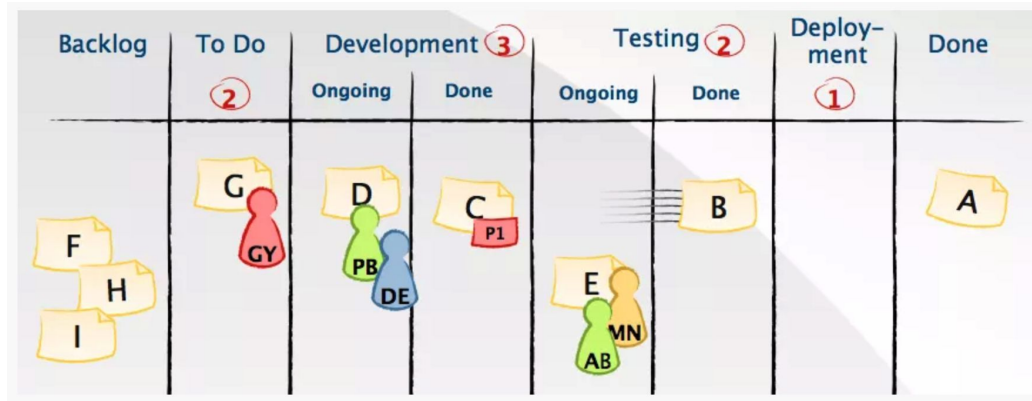 Backlog
To Do
2
Development 3
Ongoing
Done
Testing 2
Ongoing
Done
Deploy-
ment
1
Done
G
GY
D
PB
DE
C
P1
B
A
F
H
I
E
MN
AB